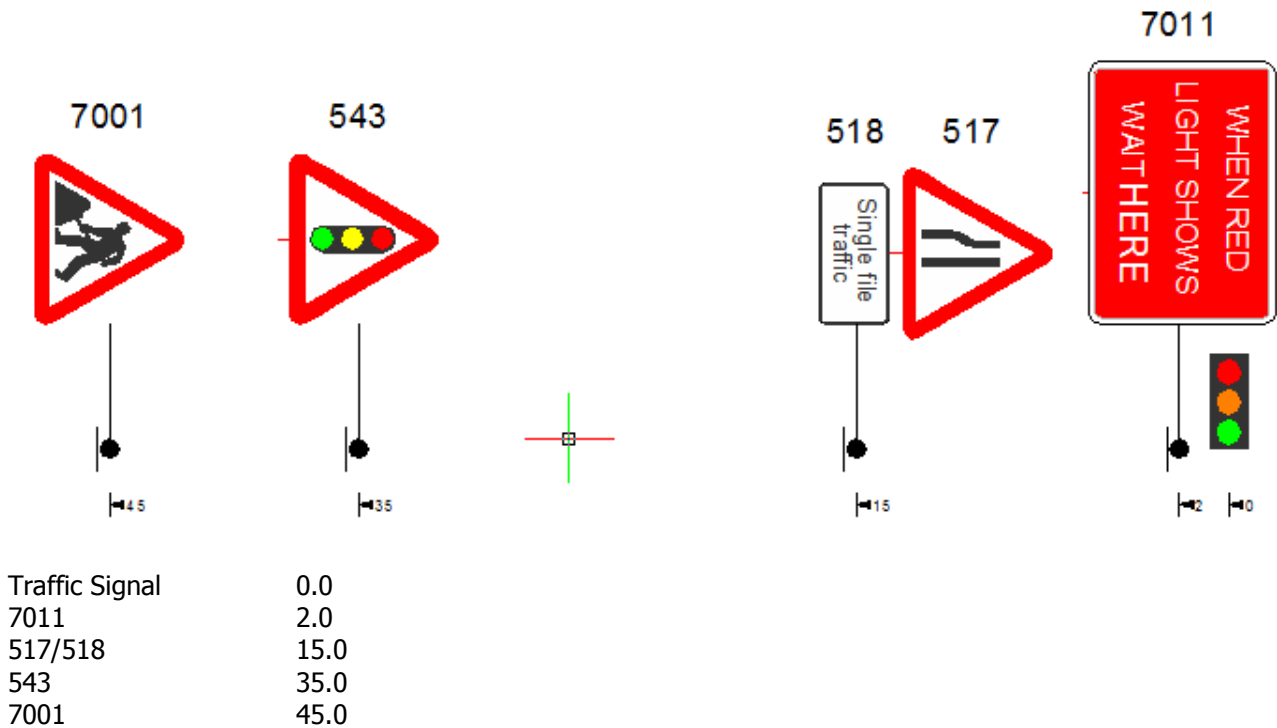 7011
7001
543
518
517
Single file
traffic
WHEN RED
LIGHT SHOWS
WAIT HERE
45
35
15
2
0
Traffic Signal 0.0
7011 2.0
517/518 15.0
543 35.0
7001 45.0